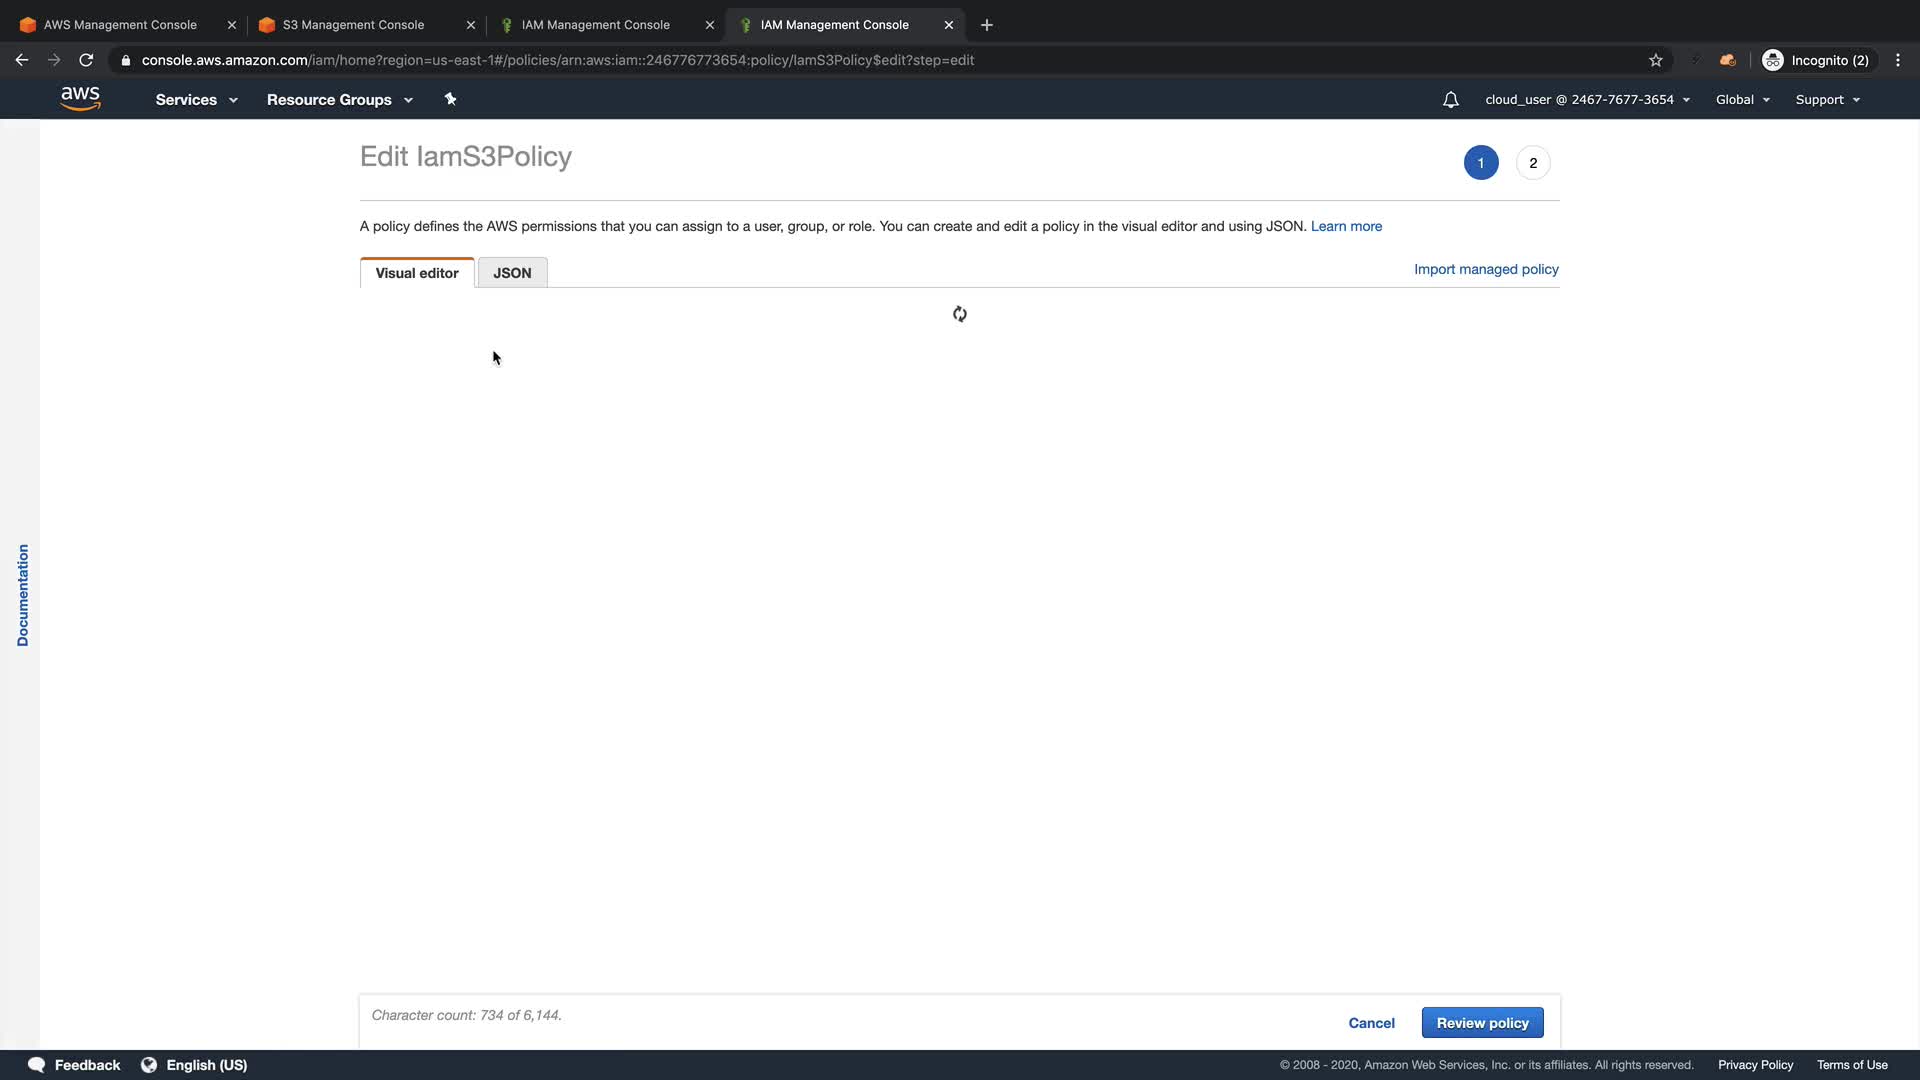 AWS Management Console
S3 Management Console
IAM Management Console
IAM Management Console
console.aws.amazon.com/iam/home?region=us-east-1#/policies/arn:aws:iam::246776773654:policy/IamS3Policy$edit?step=edit
Incognito (2)
aws
Services
Resource Groups
cloud_user @ 2467-7677-3654
Global
Support
Edit IamS3Policy
1
2
A policy defines the AWS permissions that you can assign to a user, group, or role. You can create and edit a policy in the visual editor and using JSON. Learn more
Visual editor
JSON
Import managed policy
Documentation
Character count: 734 of 6,144.
Cancel
Review policy
Feedback
English (US)
© 2008 - 2020, Amazon Web Services, Inc. or its affiliates. All rights reserved.
Privacy Policy
Terms of Use